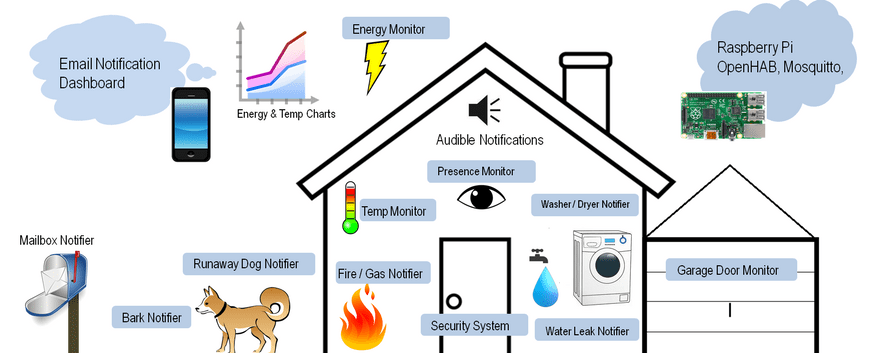 Email Notification
Dashboard
Energy & Temp Charts
Energy Monitor
Raspberry Pi
OpenHAB, Mosquitto,
Audible Notifications
Presence Monitor
Temp Monitor
Washer / Dryer Notifier
Mailbox Notifier
Runaway Dog Notifier
Bark Notifier
Fire / Gas Notifier
Security System
Water Leak Notifier
Garage Door Monitor